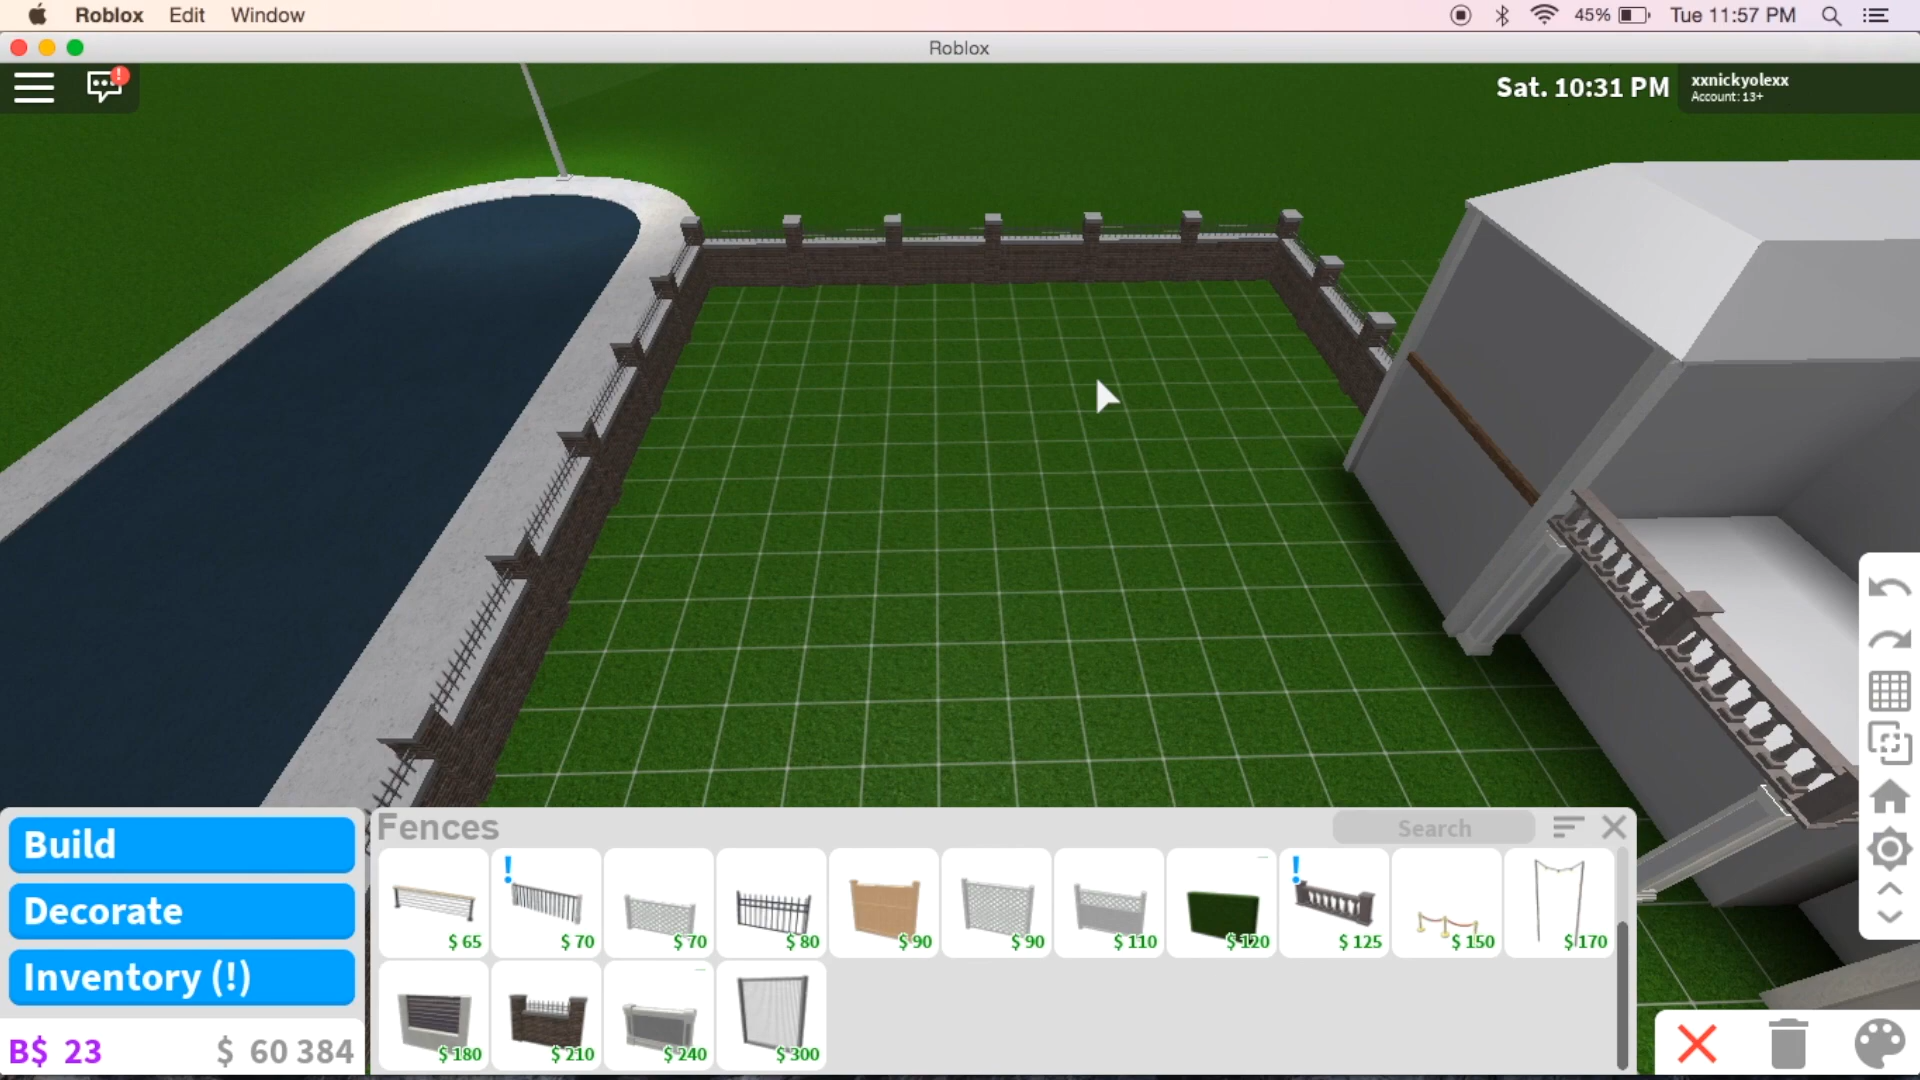 Roblox Edit Window 45% Tue 11:57 PM
Roblox
Sat. 10:31 PM
xxnickyolexx
Account: 13+
Build
Decorate
Inventory (!)
B$ 23 $ 60 384
Fences Search
! !
$ 65 $ 70 $ 70 $ 80 $ 90 $ 90 $ 110 $ 120 $ 125 $ 150 $ 170
$ 180 $ 210 $ 240 $ 300